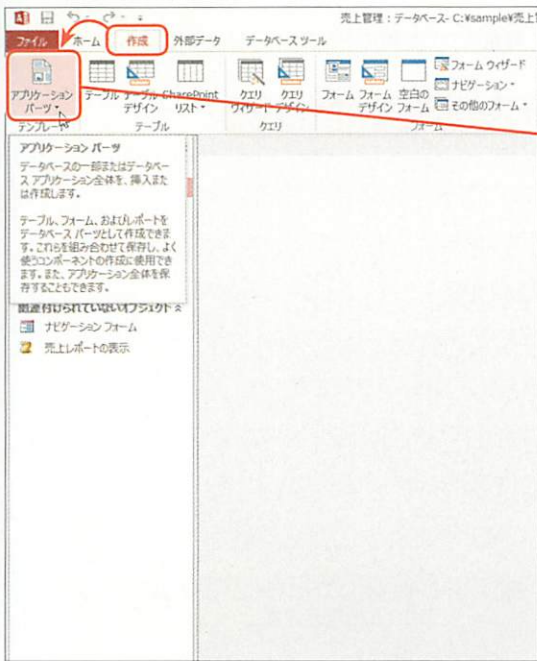 売上管理：データベース- C:¥sample¥売上管
ファイル ホーム 作成 外部データ データベース ツール
アプリケーション パーツ テーブル テーブル デザイン SharePoint リスト クエリ ウィザード クエリ デザイン フォーム フォーム デザイン 空白の フォーム フォーム ウィザード
ナビゲーション
その他のフォーム
テンプレート テーブル クエリ フォーム
アプリケーション パーツ
データベースの一部またはデータベー
ス アプリケーション全体を、挿入また
は作成します。
テーブル、フォーム、およびレポートを
データベース パーツとして作成できま
す。これらを組み合わせて保存し、よく
使うコンポーネントの作成に使用でき
ます。また、アプリケーション全体を保
存することもできます。
関連付けられていないオブジェクト
ナビゲーション フォーム
売上レポートの表示